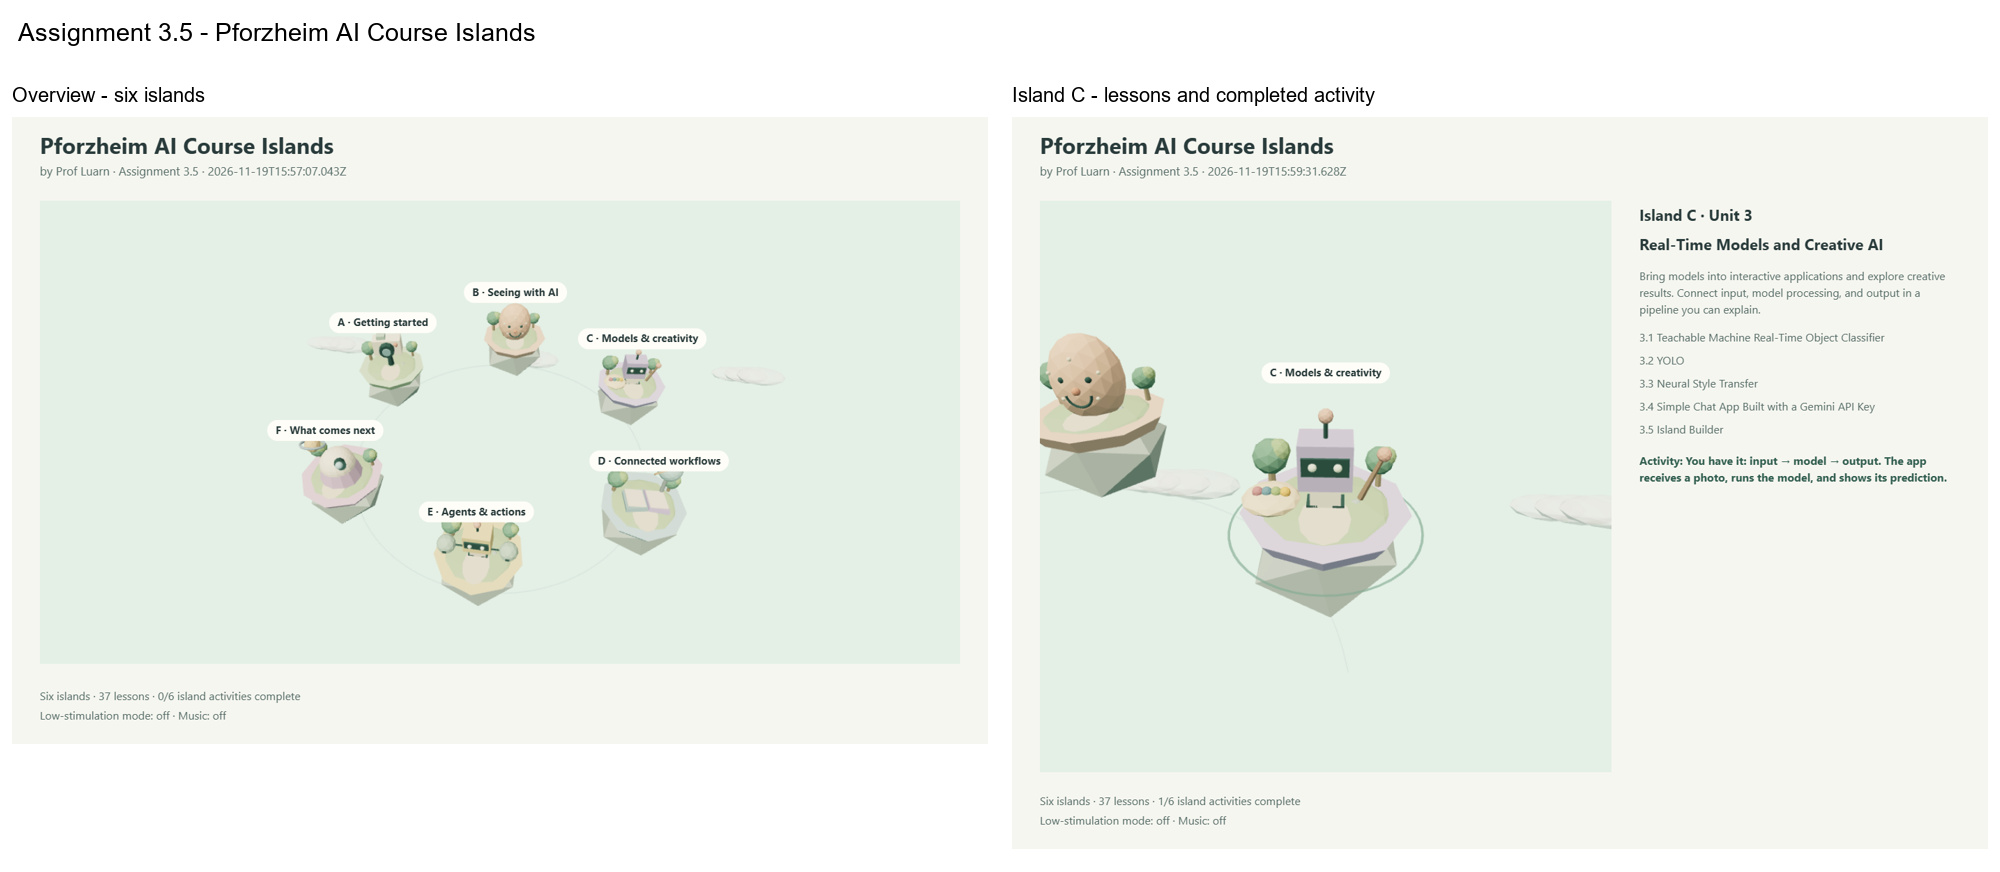 Assignment 3.5 - Pforzheim AI Course Islands
Overview - six islands
Pforzheim AI Course Islands
by Prof Luarn · Assignment 3.5 · 2026-11-19T15:57:07.043Z
B · Seeing with AI
A · Getting started
C · Models & creativity
F · What comes next
D · Connected workflows
E · Agents & actions
Six islands · 37 lessons · 0/6 island activities complete
Low-stimulation mode: off · Music: off
Island C - lessons and completed activity
Pforzheim AI Course Islands
by Prof Luarn · Assignment 3.5 · 2026-11-19T15:59:31.628Z
C · Models & creativity
Island C · Unit 3
Real-Time Models and Creative AI
Bring models into interactive applications and explore creative
results. Connect input, model processing, and output in a
pipeline you can explain.
3.1 Teachable Machine Real-Time Object Classifier
3.2 YOLO
3.3 Neural Style Transfer
3.4 Simple Chat App Built with a Gemini API Key
3.5 Island Builder
Activity: You have it: input → model → output. The app
receives a photo, runs the model, and shows its prediction.
Six islands · 37 lessons · 1/6 island activities complete
Low-stimulation mode: off · Music: off